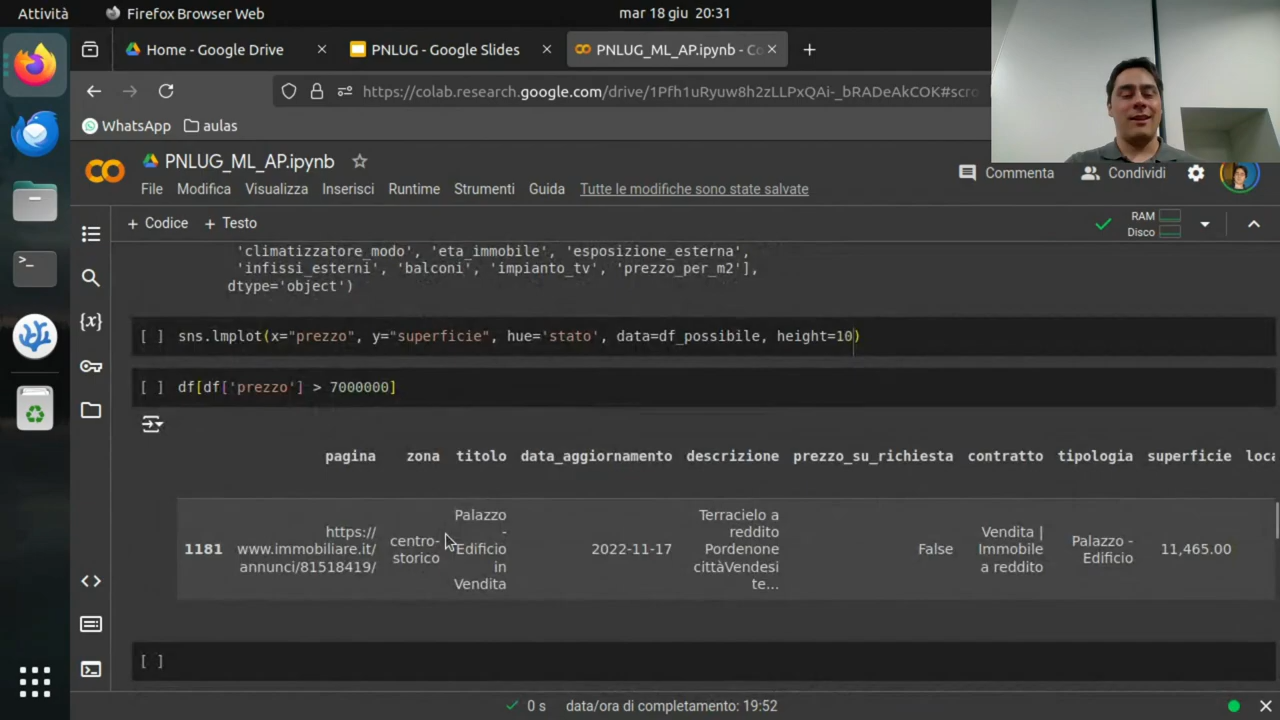 Attività
Firefox Browser Web
mar 18 giu 20:31
Home - Google Drive
PNLUG - Google Slides
PNLUG_ML_AP.ipynb - Co
https://colab.research.google.com/drive/1Pfh1uRyuw8h2zLLPxQAi-_bRADeAkCOK#scro
WhatsApp
aulas
PNLUG_ML_AP.ipynb
File Modifica Visualizza Inserisci Runtime Strumenti Guida Tutte le modifiche sono state salvate
Commenta
Condividi
+ Codice + Testo
RAM
Disco
'climatizzatore_modo', 'eta_immobile', 'esposizione_esterna',
'infissi_esterni', 'balconi', 'impianto_tv', 'prezzo_per_m2'],
dtype='object')
[ ] sns.lmplot(x="prezzo", y="superficie", hue='stato', data=df_possibile, height=10)
[ ] df[df['prezzo'] > 7000000]
pagina zona titolo data_aggiornamento descrizione prezzo_su_richiesta contratto tipologia superficie loca
1181
https://
www.immobiliare.it/
annunci/81518419/
centro-
storico
Palazzo
-
Edificio
in
Vendita
2022-11-17
Terracielo a
reddito
Pordenone
cittàVendesi
te...
False
Vendita |
Immobile
a reddito
Palazzo -
Edificio
11,465.00
[ ]
0 s data/ora di completamento: 19:52